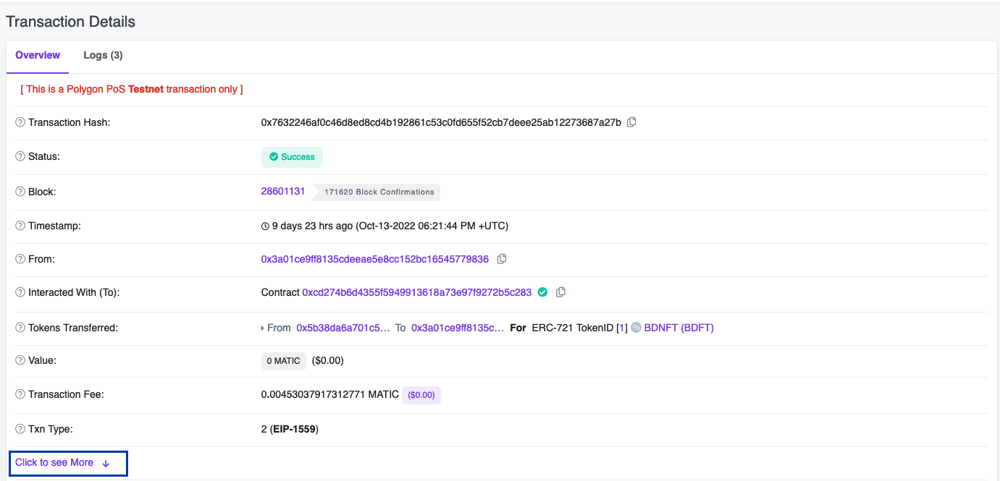 Transaction Details
Overview Logs (3)
[ This is a Polygon PoS Testnet transaction only ]
Transaction Hash: 0x7632246af0c46d8ed8cd4b192861c53c0fd655f52cb7deee25ab12273687a27b
Status: Success
Block: 28601131 171620 Block Confirmations
Timestamp: 9 days 23 hrs ago (Oct-13-2022 06:21:44 PM +UTC)
From: 0x3a01ce9ff8135cdeeae5e8cc152bc16545779836
Interacted With (To): Contract 0xcd274b6d4355f5949913618a73e97f9272b5c283
Tokens Transferred: From 0x5b38da6a701c5... To 0x3a01ce9ff8135c... For ERC-721 TokenID [1] BDNFT (BDFT)
Value: 0 MATIC ($0.00)
Transaction Fee: 0.00453037917312771 MATIC ($0.00)
Txn Type: 2 (EIP-1559)
Click to see More ↓